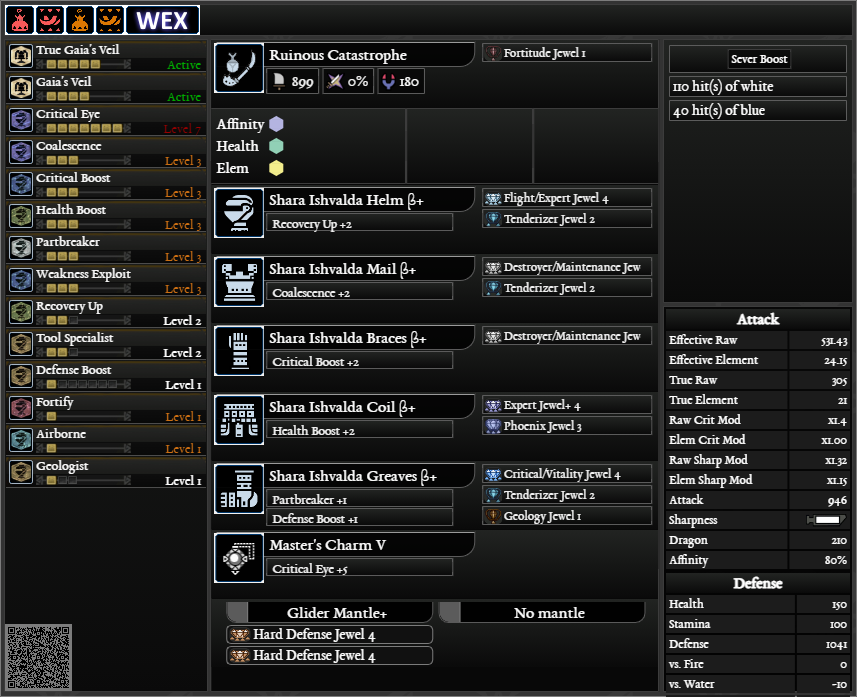 WEX
True Gaia's Veil
Active
Gaia's Veil
Active
Critical Eye
Level 7
Coalescence
Level 3
Critical Boost
Level 3
Health Boost
Level 3
Partbreaker
Level 3
Weakness Exploit
Level 3
Recovery Up
Level 2
Tool Specialist
Level 2
Defense Boost
Level 1
Fortify
Level 1
Airborne
Level 1
Geologist
Level 1
Ruinous Catastrophe
899 0% 180
Fortitude Jewel 1
Affinity
Health
Elem
Shara Ishvalda Helm β+
Recovery Up +2
Flight/Expert Jewel 4
Tenderizer Jewel 2
Shara Ishvalda Mail β+
Coalescence +2
Destroyer/Maintenance Jew
Tenderizer Jewel 2
Shara Ishvalda Braces β+
Critical Boost +2
Destroyer/Maintenance Jew
Shara Ishvalda Coil β+
Health Boost +2
Expert Jewel+ 4
Phoenix Jewel 3
Shara Ishvalda Greaves β+
Partbreaker +1
Defense Boost +1
Critical/Vitality Jewel 4
Tenderizer Jewel 2
Geology Jewel 1
Master's Charm V
Critical Eye +5
Glider Mantle+
Hard Defense Jewel 4
Hard Defense Jewel 4
No mantle
Sever Boost
110 hit(s) of white
40 hit(s) of blue
Attack
Effective Raw 531.43
Effective Element 24.15
True Raw 305
True Element 21
Raw Crit Mod x1.4
Elem Crit Mod x1.00
Raw Sharp Mod x1.32
Elem Sharp Mod x1.15
Attack 946
Sharpness
Dragon 210
Affinity 80%
Defense
Health 150
Stamina 100
Defense 1041
vs. Fire 0
vs. Water -10